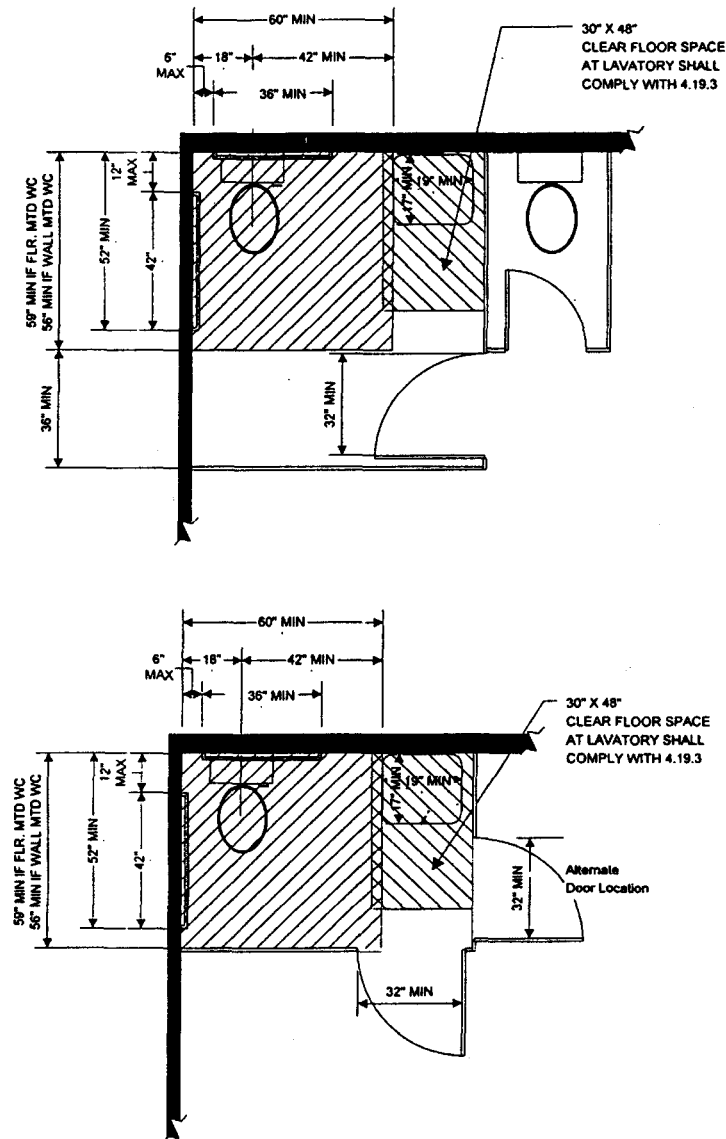 60" MIN
30" X 48"
CLEAR FLOOR SPACE
AT LAVATORY SHALL
COMPLY WITH 4.19.3
6"
MAX
18"
42" MIN
36" MIN
12"
MAX
19" MIN
17" MIN
59" MIN IF FLR. MTD WC
56" MIN IF WALL MTD WC
52" MIN
42"
36" MIN
32" MIN
60" MIN
6"
MAX
18"
42" MIN
36" MIN
30" X 48"
CLEAR FLOOR SPACE
AT LAVATORY SHALL
COMPLY WITH 4.19.3
12"
MAX
19" MIN
17" MIN
59" MIN IF FLR. MTD WC
56" MIN IF WALL MTD WC
52" MIN
42"
32" MIN
Alternate
Door Location
32" MIN